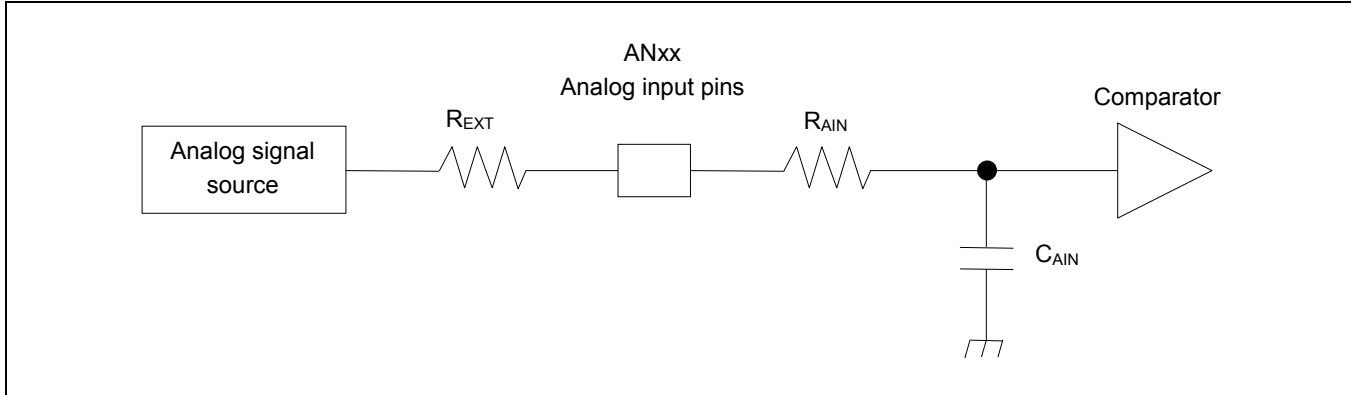 ANxx
Analog input pins
Comparator
REXT
RAIN
Analog signal
source
CAIN